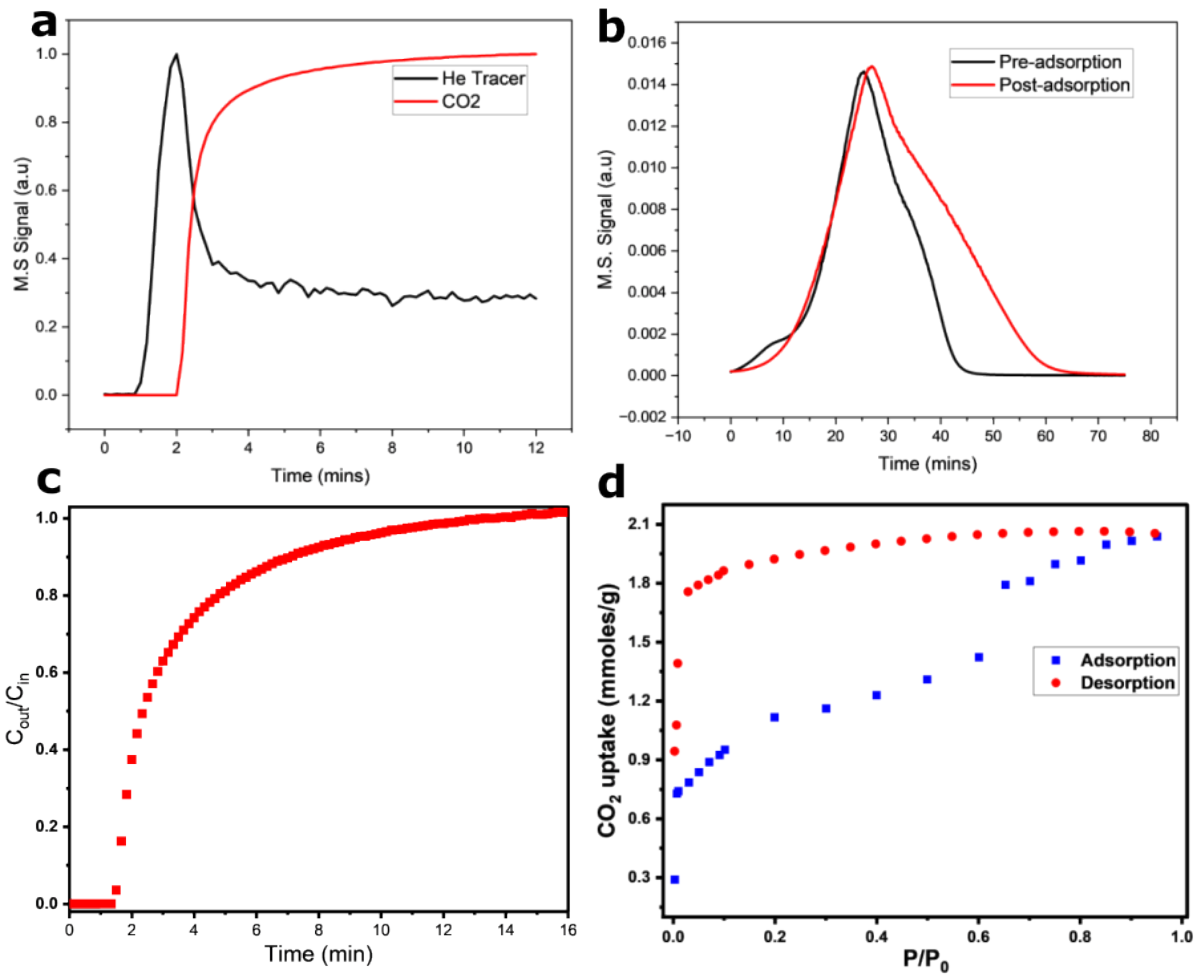 a
M.S Signal (a.u)
1.0
0.8
0.6
0.4
0.2
0.0
He Tracer
CO2
0 2 4 6 8 10 12
Time (mins)
b
M.S. Signal (a.u)
0.016
0.014
0.012
0.010
0.008
0.006
0.004
0.002
0.000
−0.002
Pre-adsorption
Post-adsorption
−10 0 10 20 30 40 50 60 70 80
Time (mins)
c
C_out/C_in
1.0
0.8
0.6
0.4
0.2
0.0
0 2 4 6 8 10 12 14 16
Time (min)
d
CO₂ uptake (mmoles/g)
2.1
1.8
1.5
1.2
0.9
0.6
0.3
Adsorption
Desorption
0.0 0.2 0.4 0.6 0.8 1.0
P/P₀